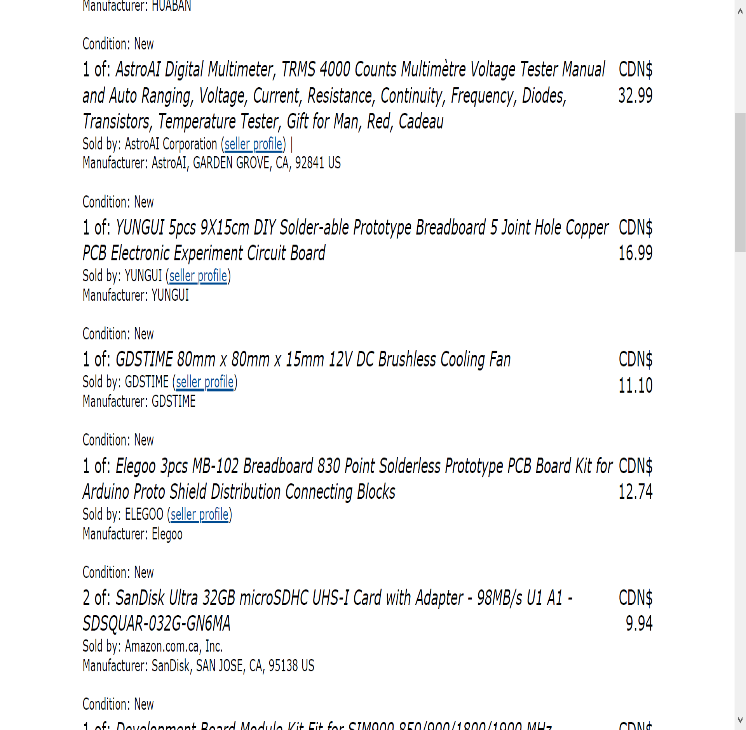 Manufacturer: HUABAN
Condition: New
1 of: AstroAI Digital Multimeter, TRMS 4000 Counts Multimètre Voltage Tester Manual CDN$
and Auto Ranging, Voltage, Current, Resistance, Continuity, Frequency, Diodes, 32.99
Transistors, Temperature Tester, Gift for Man, Red, Cadeau
Sold by: AstroAI Corporation (seller profile) |
Manufacturer: AstroAI, GARDEN GROVE, CA, 92841 US
Condition: New
1 of: YUNGUI 5pcs 9X15cm DIY Solder-able Prototype Breadboard 5 Joint Hole Copper CDN$
PCB Electronic Experiment Circuit Board 16.99
Sold by: YUNGUI (seller profile)
Manufacturer: YUNGUI
Condition: New
1 of: GDSTIME 80mm x 80mm x 15mm 12V DC Brushless Cooling Fan CDN$
Sold by: GDSTIME (seller profile) 11.10
Manufacturer: GDSTIME
Condition: New
1 of: Elegoo 3pcs MB-102 Breadboard 830 Point Solderless Prototype PCB Board Kit for CDN$
Arduino Proto Shield Distribution Connecting Blocks 12.74
Sold by: ELEGOO (seller profile)
Manufacturer: Elegoo
Condition: New
2 of: SanDisk Ultra 32GB microSDHC UHS-I Card with Adapter - 98MB/s U1 A1 - CDN$
SDSQUAR-032G-GN6MA 9.94
Sold by: Amazon.com.ca, Inc.
Manufacturer: SanDisk, SAN JOSE, CA, 95138 US
Condition: New
1 of: Development Board Module Kit Fit for SIM900 850/900/1800/1900 MHz CDN$